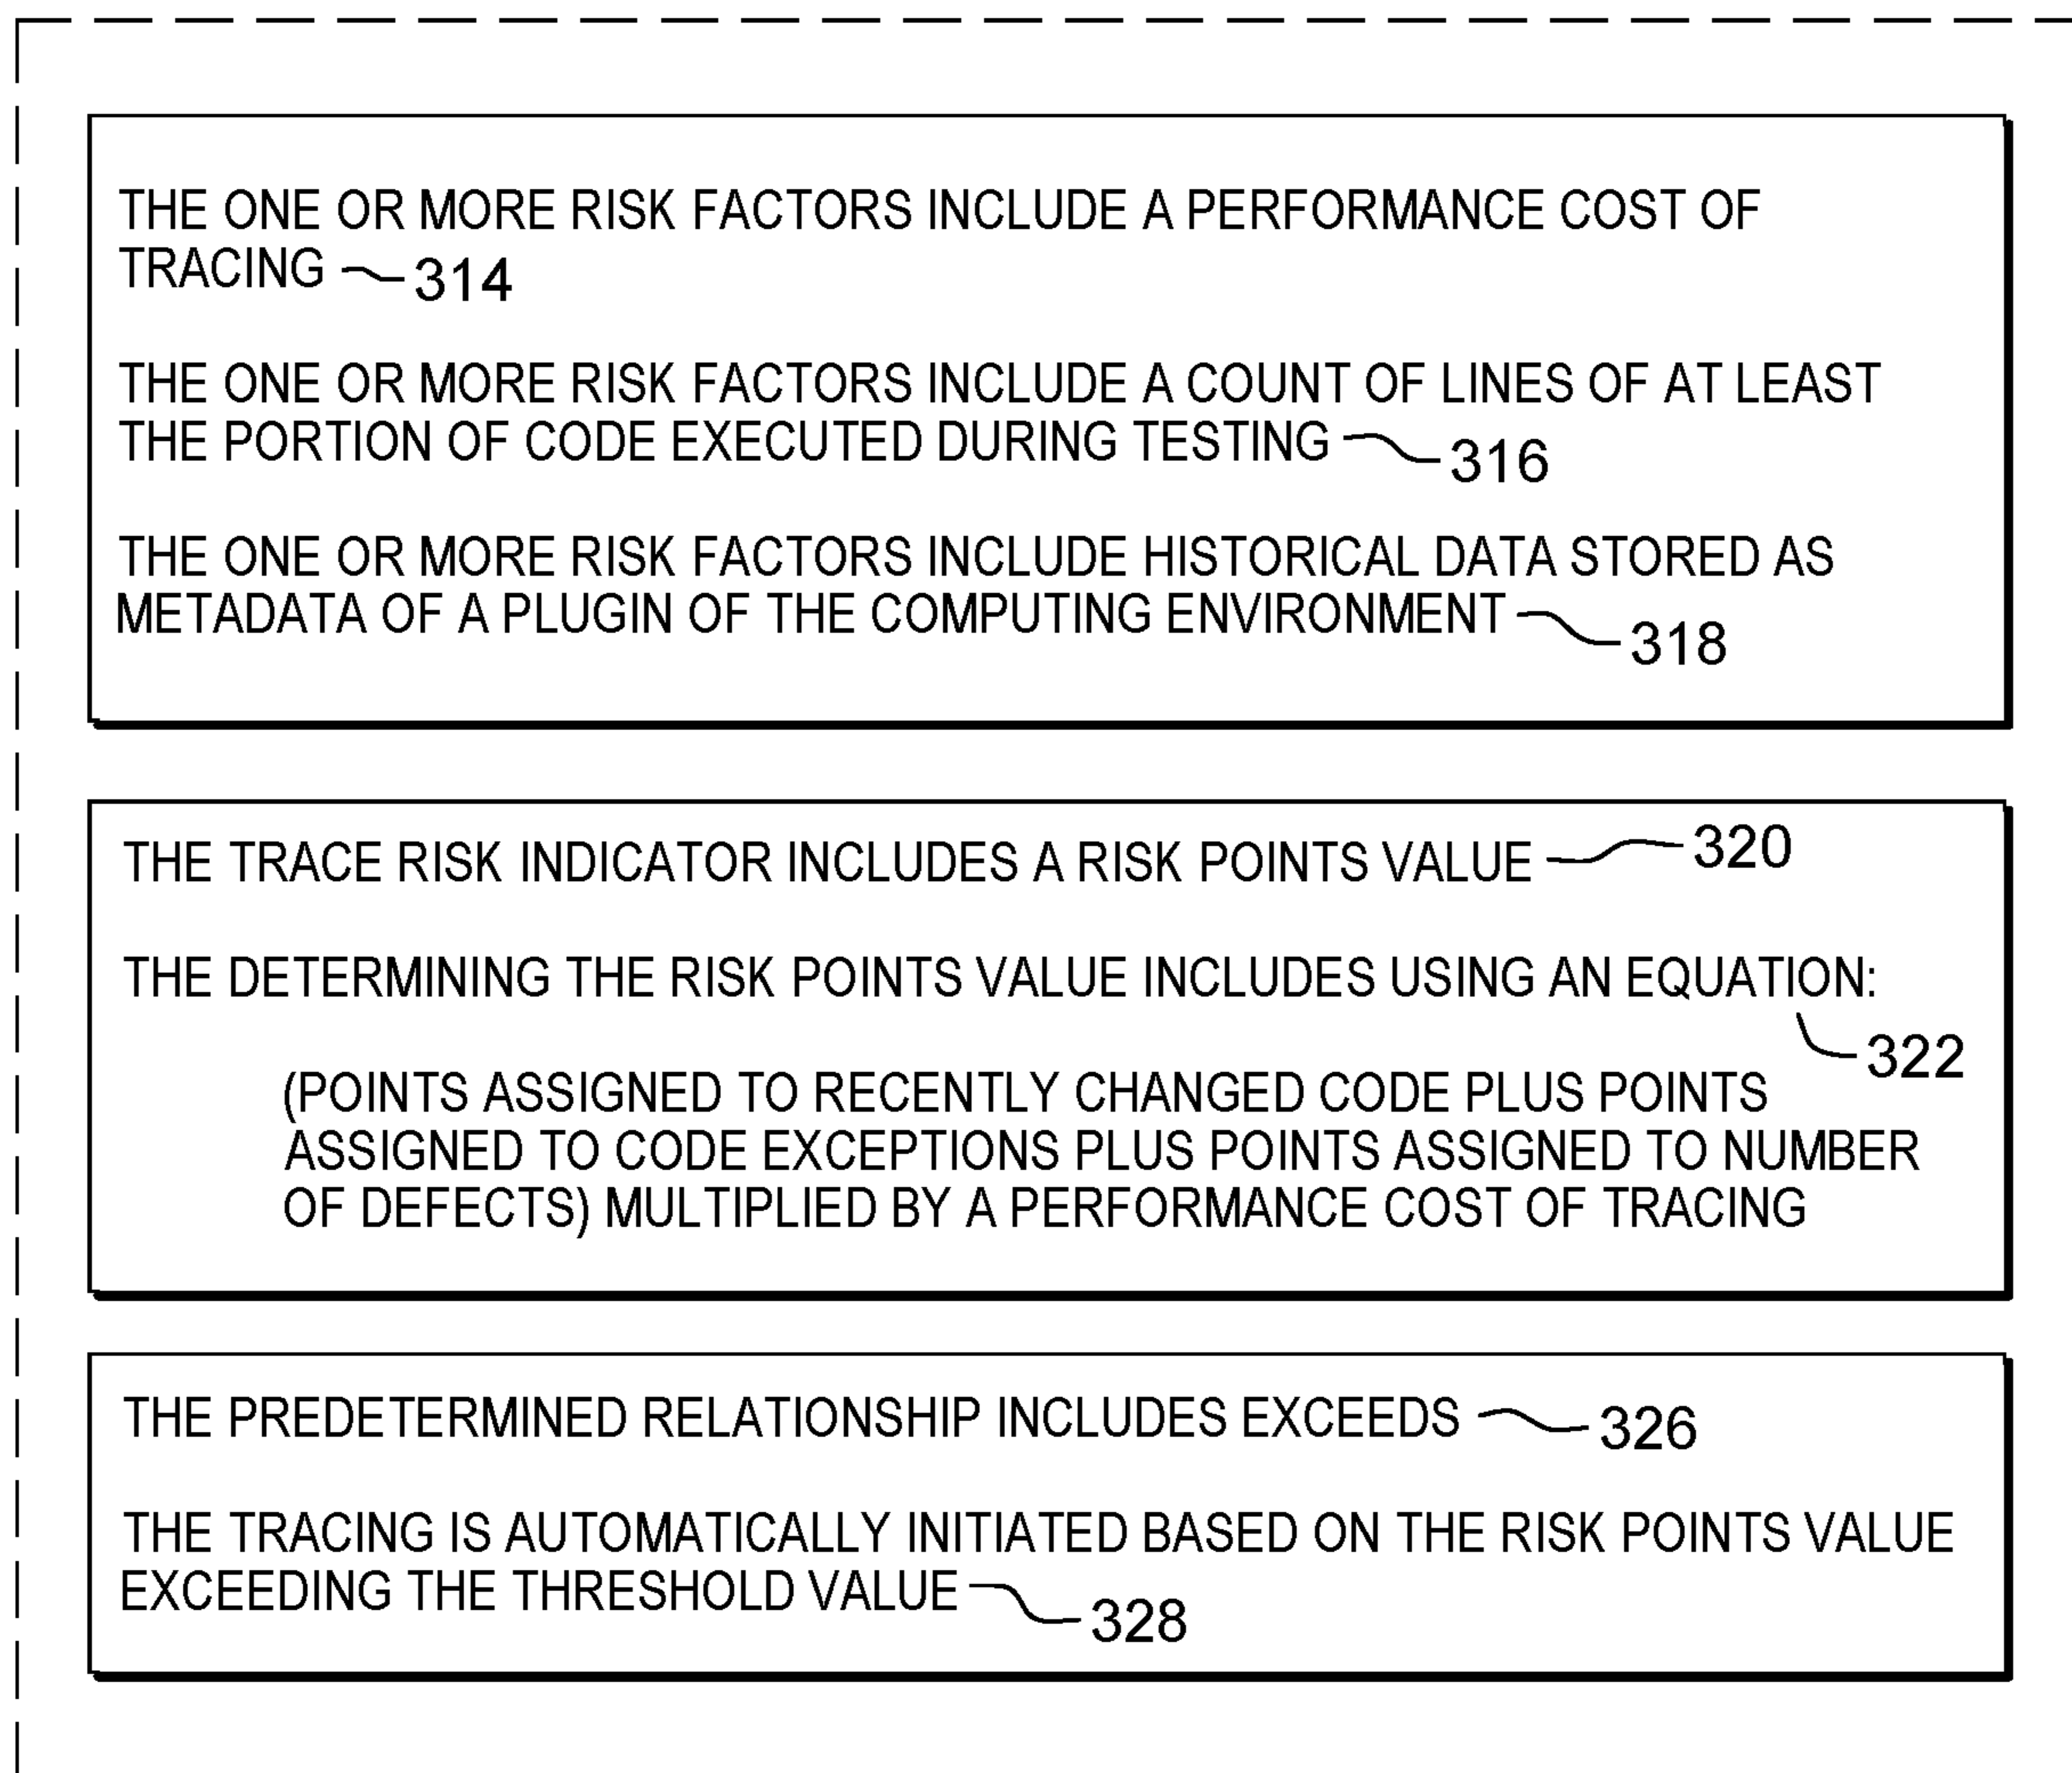 THE ONE OR MORE RISK FACTORS INCLUDE A PERFORMANCE COST OF
TRACING 314
THE ONE OR MORE RISK FACTORS INCLUDE A COUNT OF LINES OF AT LEAST
THE PORTION OF CODE EXECUTED DURING TESTING 316
THE ONE OR MORE RISK FACTORS INCLUDE HISTORICAL DATA STORED AS
METADATA OF A PLUGIN OF THE COMPUTING ENVIRONMENT 318
THE TRACE RISK INDICATOR INCLUDES A RISK POINTS VALUE 320
THE DETERMINING THE RISK POINTS VALUE INCLUDES USING AN EQUATION:
322
(POINTS ASSIGNED TO RECENTLY CHANGED CODE PLUS POINTS
ASSIGNED TO CODE EXCEPTIONS PLUS POINTS ASSIGNED TO NUMBER
OF DEFECTS) MULTIPLIED BY A PERFORMANCE COST OF TRACING
THE PREDETERMINED RELATIONSHIP INCLUDES EXCEEDS 326
THE TRACING IS AUTOMATICALLY INITIATED BASED ON THE RISK POINTS VALUE
EXCEEDING THE THRESHOLD VALUE 328